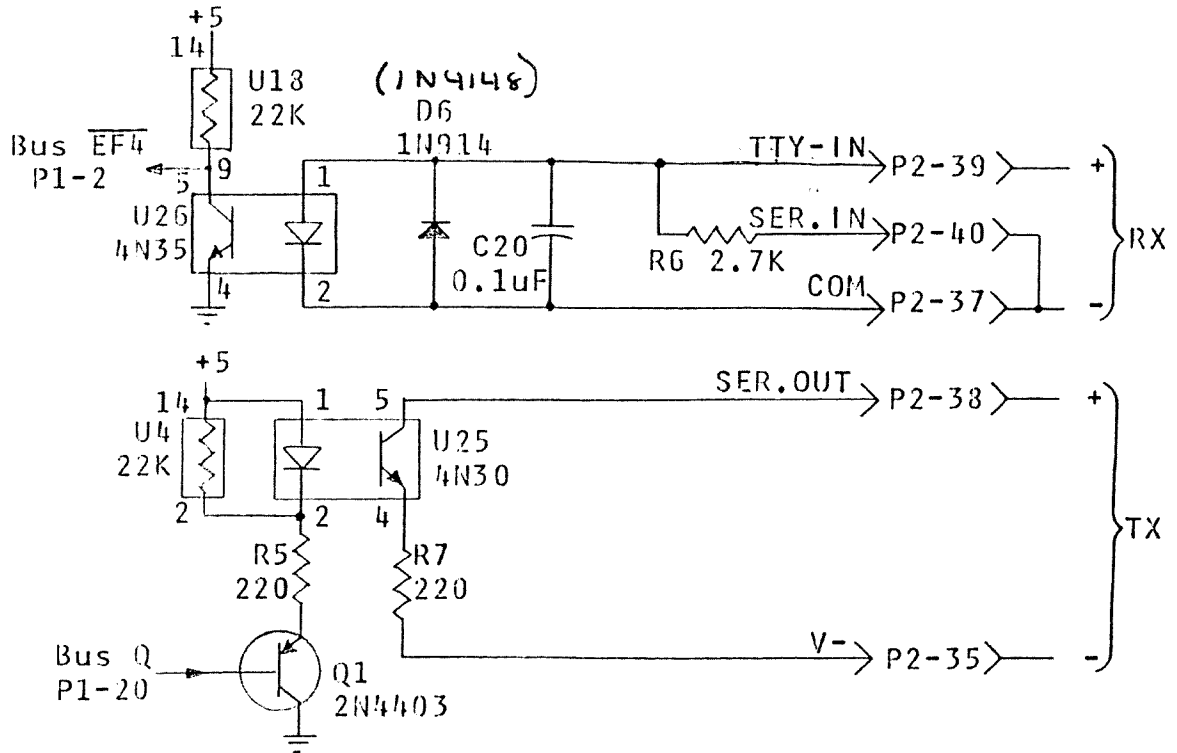 +5
14
U18
22K
(1N4148)
D6
1N914
Bus EF4
P1-2
5
9
1
TTY-IN
P2-39
+
U26
4N35
C20
0.1uF
SER.IN
P2-40
R6 2.7K
RX
4
2
COM
P2-37
-
+5
14
1
5
SER.OUT
P2-38
+
U4
22K
U25
4N30
2
2
4
TX
R5
220
R7
220
Bus Q
P1-20
Q1
2N4403
V-
P2-35
-